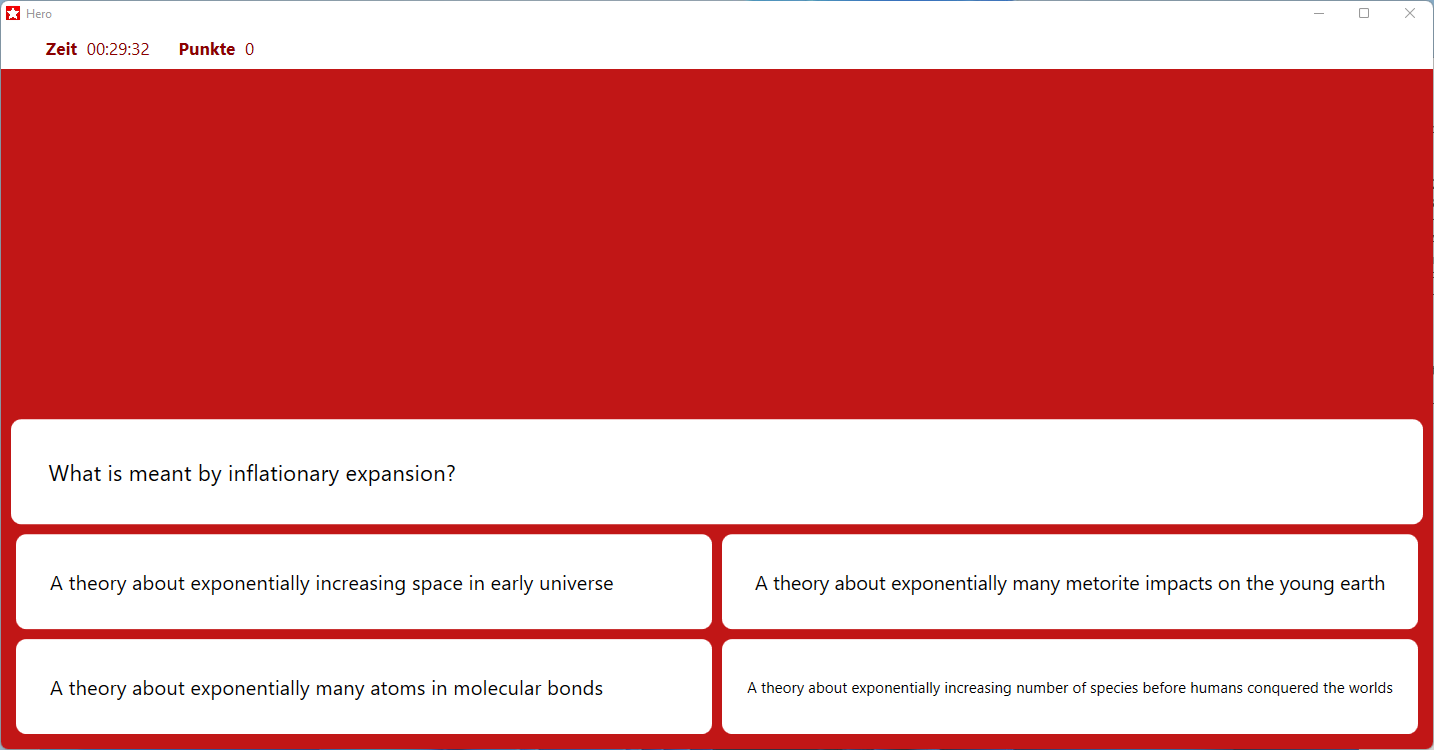 Hero
Zeit 00:29:32 Punkte 0
What is meant by inflationary expansion?
A theory about exponentially increasing space in early universe
A theory about exponentially many metorite impacts on the young earth
A theory about exponentially many atoms in molecular bonds
A theory about exponentially increasing number of species before humans conquered the worlds